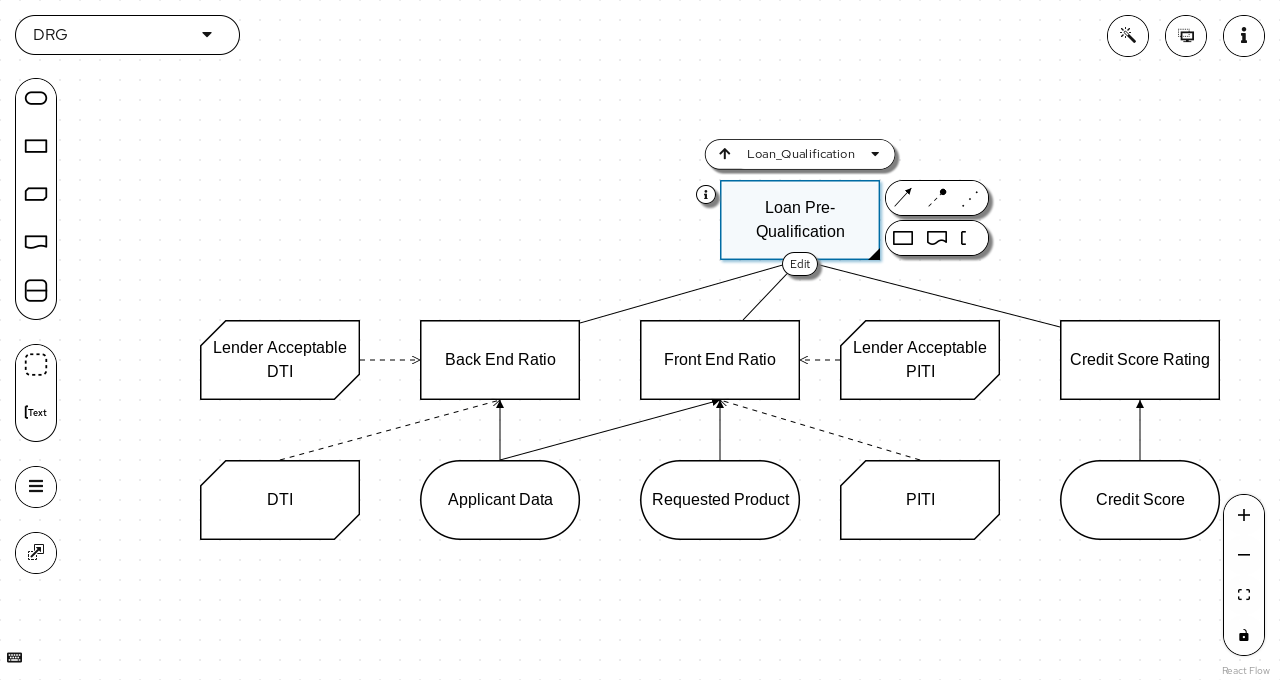 DRG
Loan_Qualification
Loan Pre-
Qualification
Edit
Lender Acceptable
DTI
Back End Ratio
Front End Ratio
Lender Acceptable
PITI
Credit Score Rating
[Text
DTI
Applicant Data
Requested Product
PITI
Credit Score
React Flow